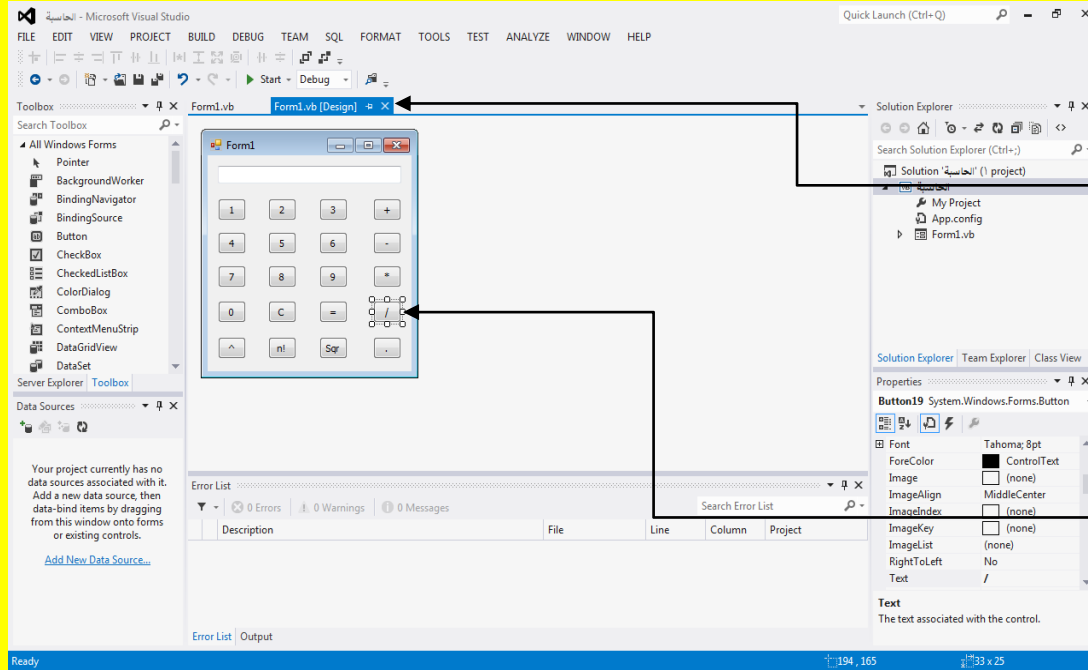 الحاسبة - Microsoft Visual Studio
Quick Launch (Ctrl+Q)
FILE EDIT VIEW PROJECT BUILD DEBUG TEAM SQL FORMAT TOOLS TEST ANALYZE WINDOW HELP
Start Debug
Toolbox
Search Toolbox
All Windows Forms
Pointer
BackgroundWorker
BindingNavigator
BindingSource
Button
CheckBox
CheckedListBox
ColorDialog
ComboBox
ContextMenuStrip
DataGridView
DataSet
Server Explorer Toolbox
Data Sources
Your project currently has no
data sources associated with it.
Add a new data source, then
data-bind items by dragging
from this window onto forms
or existing controls.
Add New Data Source...
Form1.vb Form1.vb [Design]
Form1
1 2 3 +
4 5 6 -
7 8 9 *
0 C = /
^ n! Sqr .
Error List
0 Errors 0 Warnings 0 Messages
Search Error List
Description File Line Column Project
Error List Output
Solution Explorer
Search Solution Explorer (Ctrl+;)
Solution 'الحاسبة' (١ project)
الحاسبة
My Project
App.config
Form1.vb
Solution Explorer Team Explorer Class View
Properties
Button19 System.Windows.Forms.Button
Font Tahoma; 8pt
ForeColor ControlText
Image (none)
ImageAlign MiddleCenter
ImageIndex (none)
ImageKey (none)
ImageList (none)
RightToLeft No
Text /
Text
The text associated with the control.
Ready 194 , 165 33 x 25